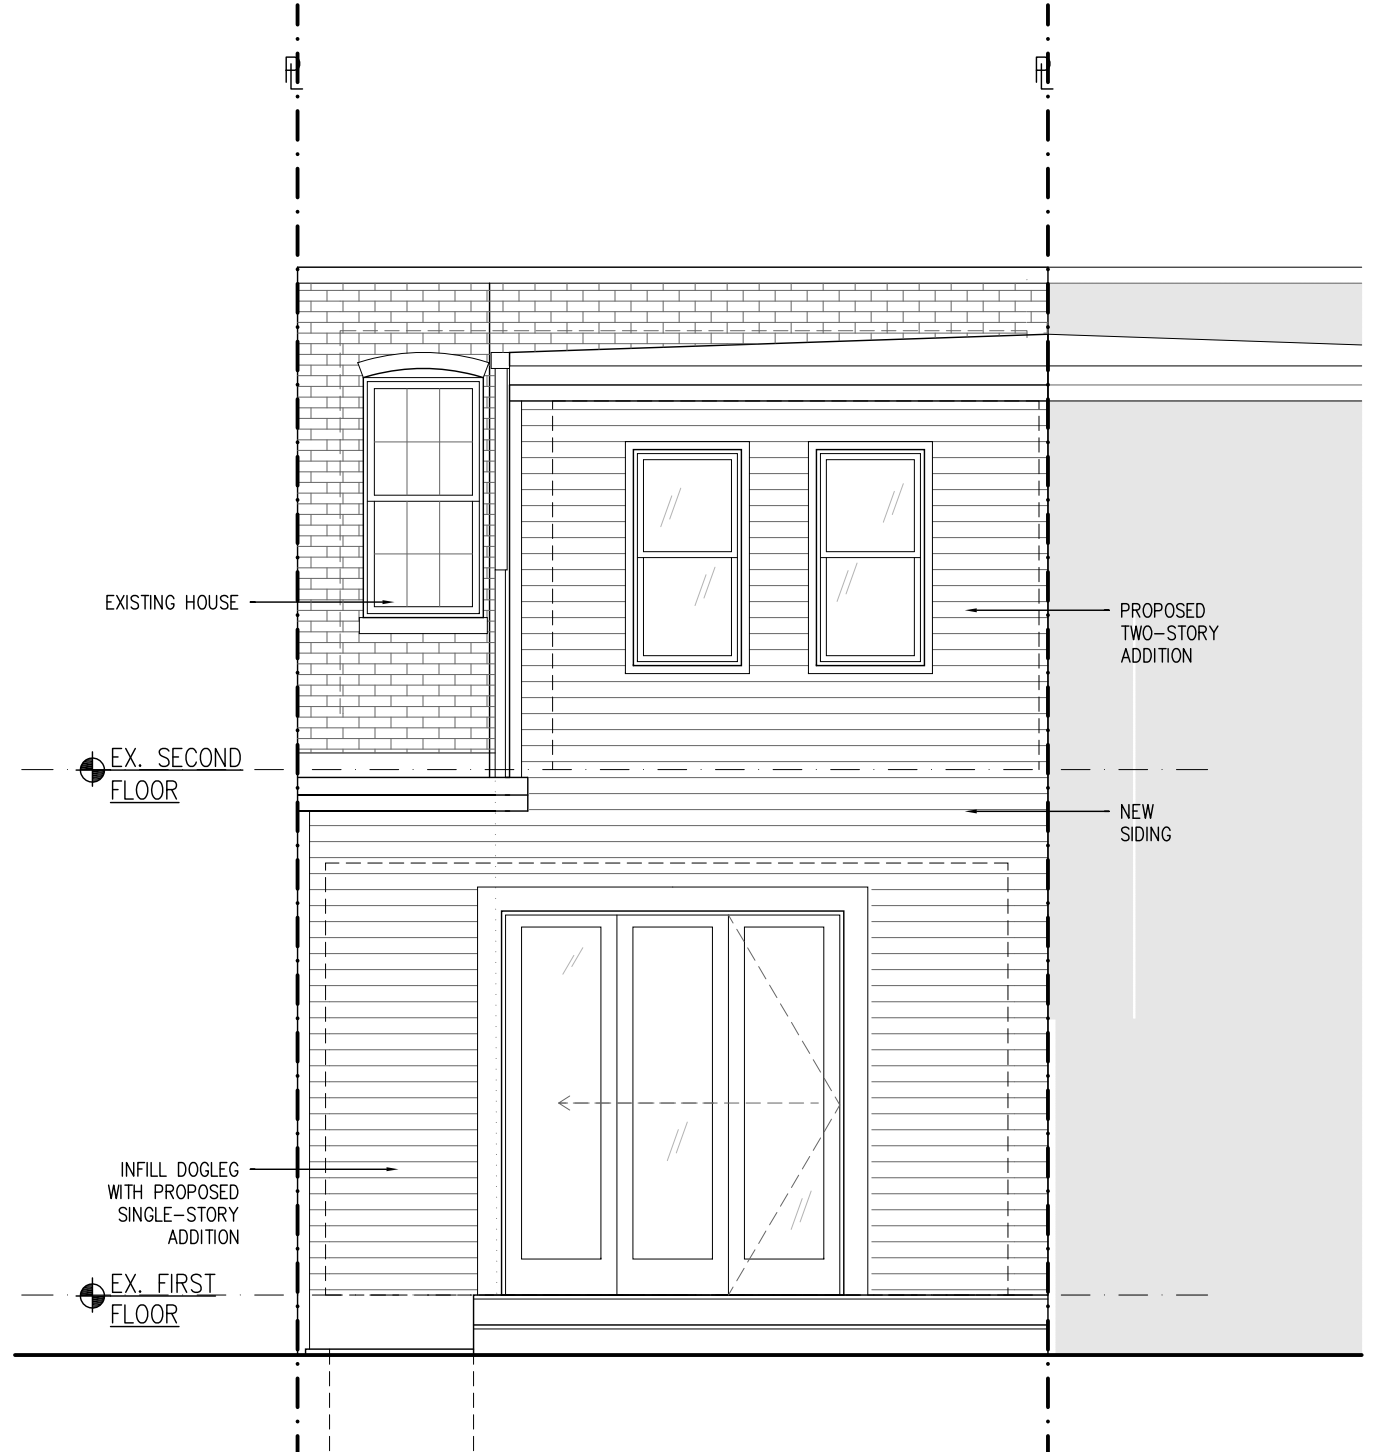 PL
PL
EXISTING HOUSE
PROPOSED
TWO-STORY
ADDITION
EX. SECOND
FLOOR
NEW
SIDING
INFILL DOGLEG
WITH PROPOSED
SINGLE-STORY
ADDITION
EX. FIRST
FLOOR